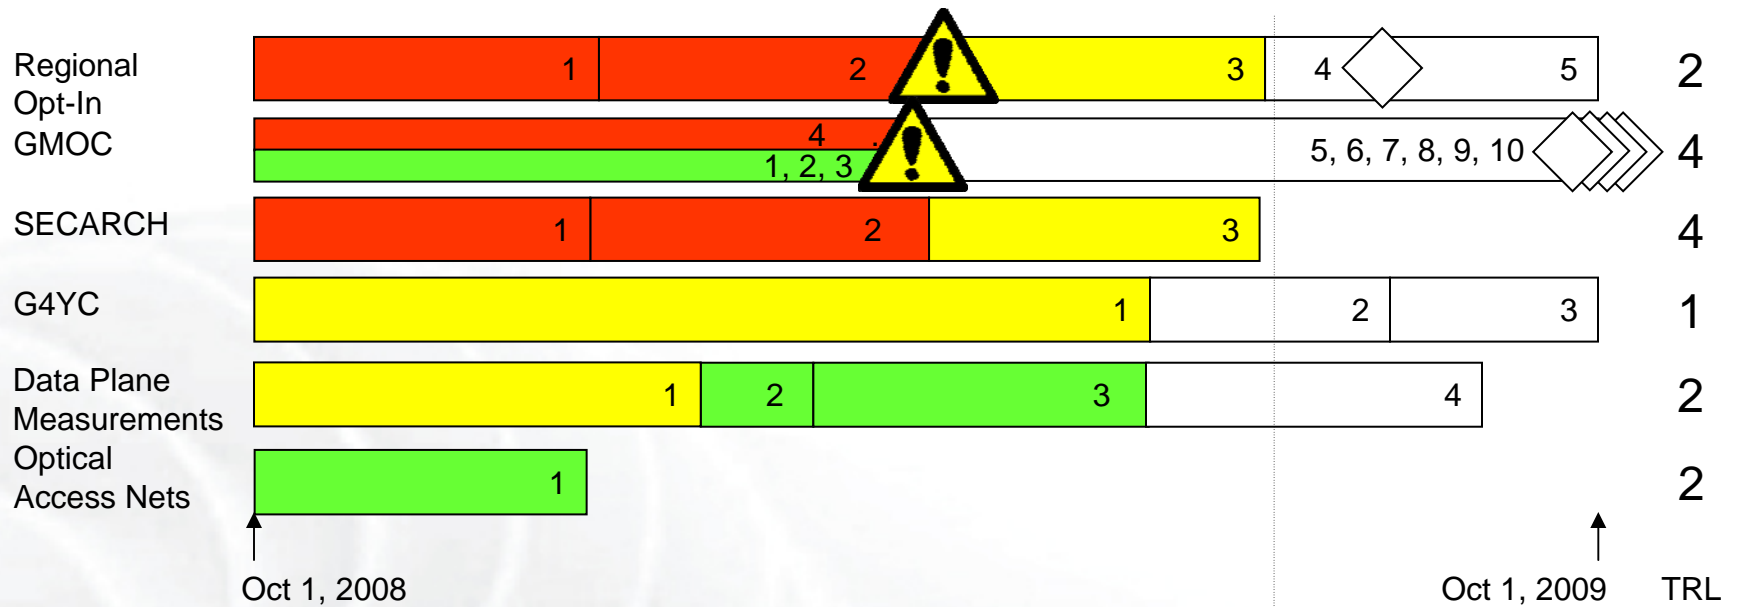 Regional
Opt-In
1 2 ! 3 4 5 2
GMOC
4 .
1, 2, 3
! 5, 6, 7, 8, 9, 10 4
SECARCH 1 2 3 4
G4YC 1 2 3 1
Data Plane
Measurements
1 2 3 4 2
Optical
Access Nets
1 2
Oct 1, 2008 Oct 1, 2009 TRL